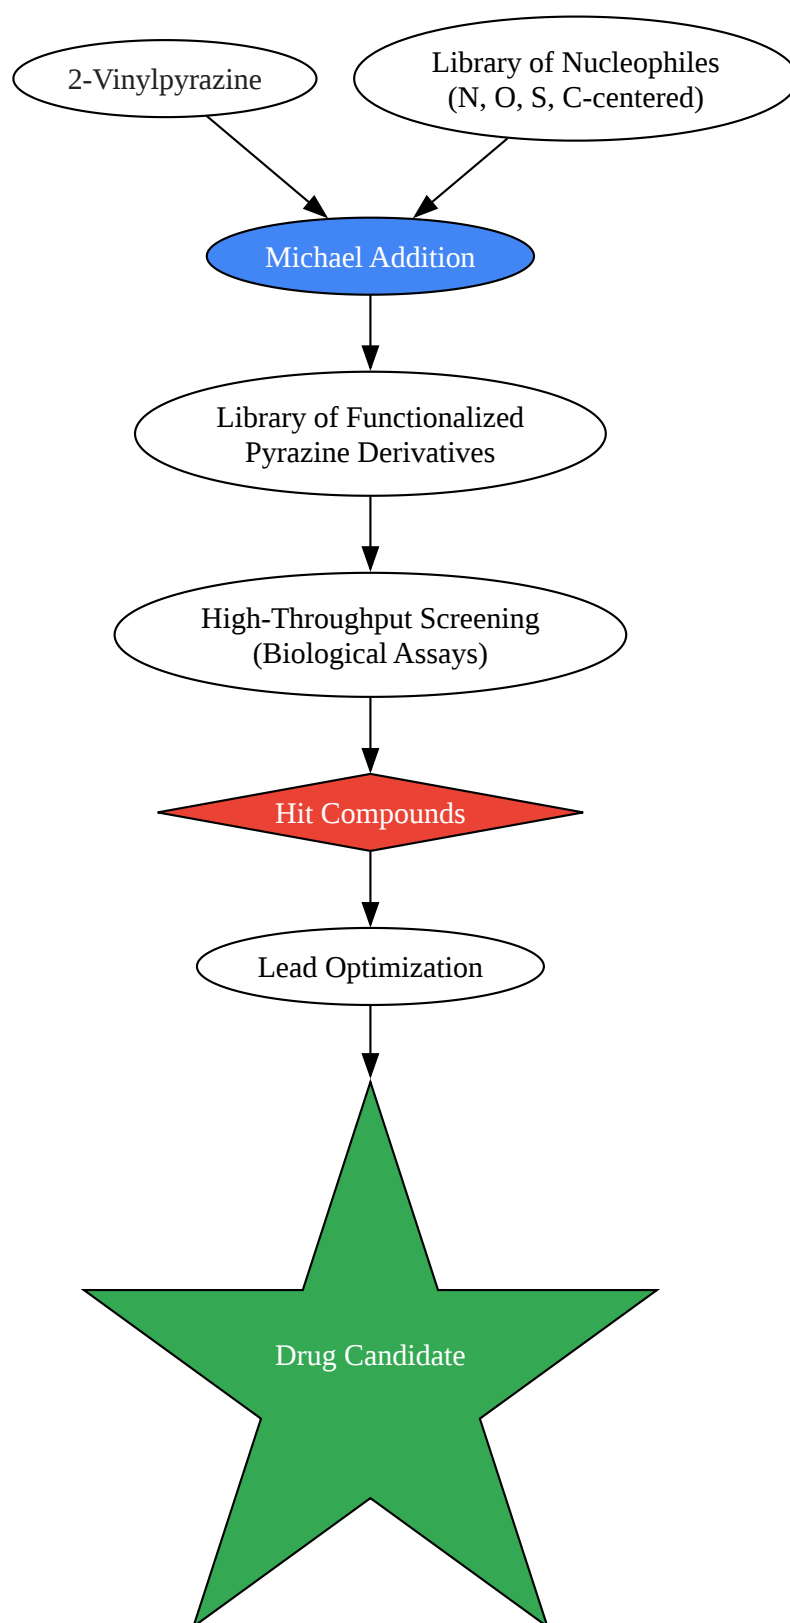 2-Vinylpyrazine
Library of Nucleophiles
(N, O, S, C-centered)
Michael Addition
Library of Functionalized
Pyrazine Derivatives
High-Throughput Screening
(Biological Assays)
Hit Compounds
Lead Optimization
Drug Candidate